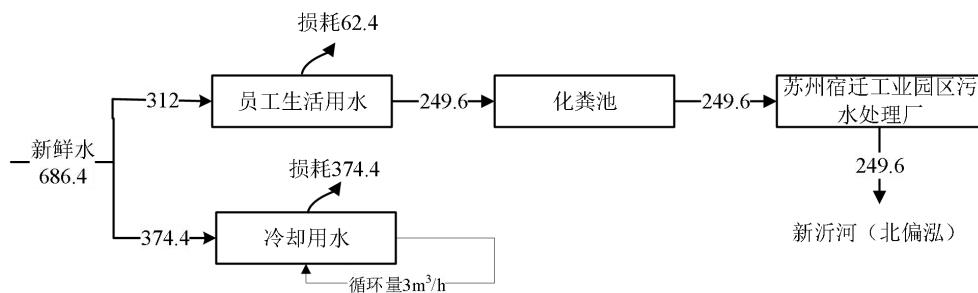 损耗62.4
312
员工生活用水
249.6
化粪池
249.6
苏州宿迁工业园区污
水处理厂
新鲜水
686.4
249.6
损耗374.4
374.4
冷却用水
新沂河（北偏泓）
循环量3m³/h